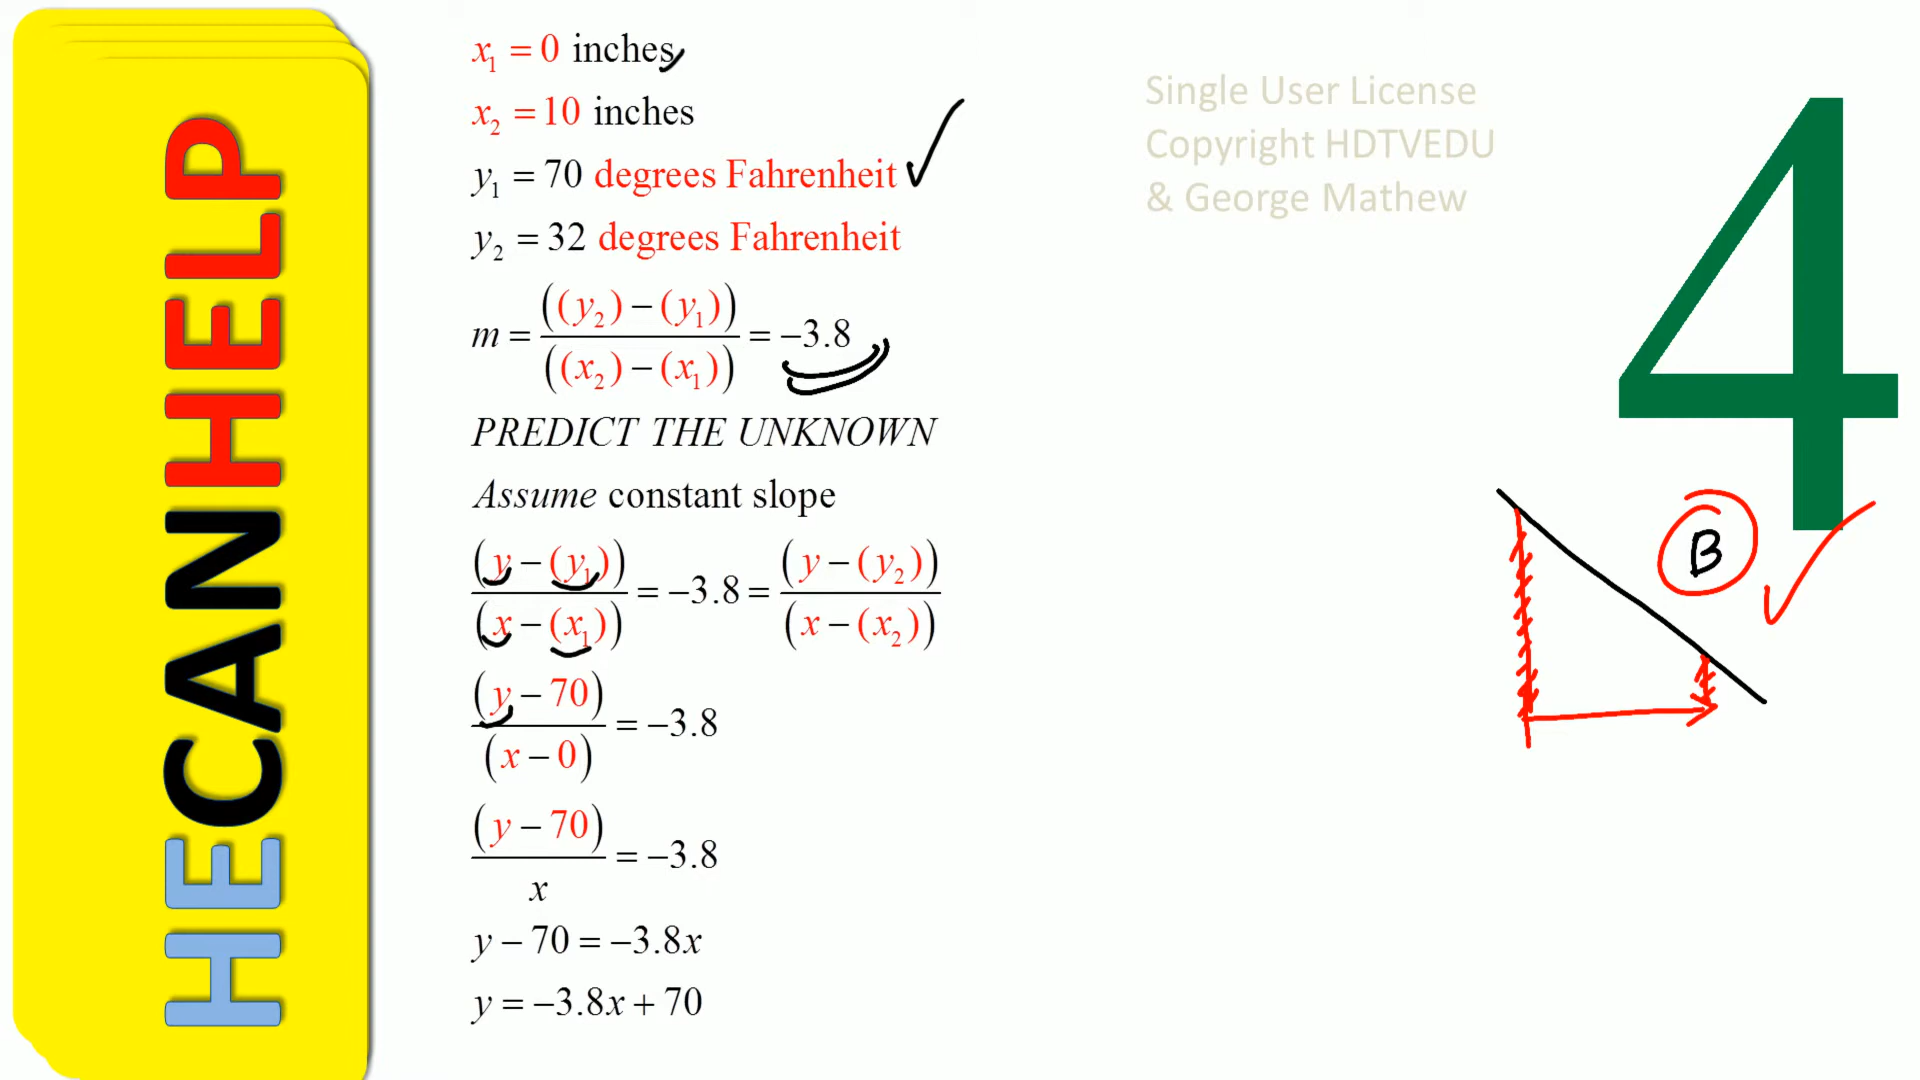 HECANHELP
x₁ = 0 inches
x₂ = 10 inches
y₁ = 70 degrees Fahrenheit
y₂ = 32 degrees Fahrenheit
m = ((y₂) − (y₁)) / ((x₂) − (x₁)) = −3.8
PREDICT THE UNKNOWN
Assume constant slope
(y − (y₁)) / (x − (x₁)) = −3.8 = (y − (y₂)) / (x − (x₂))
(y − 70) / (x − 0) = −3.8
(y − 70) / x = −3.8
y − 70 = −3.8x
y = −3.8x + 70
Single User License
Copyright HDTVEDU
& George Mathew
4
B